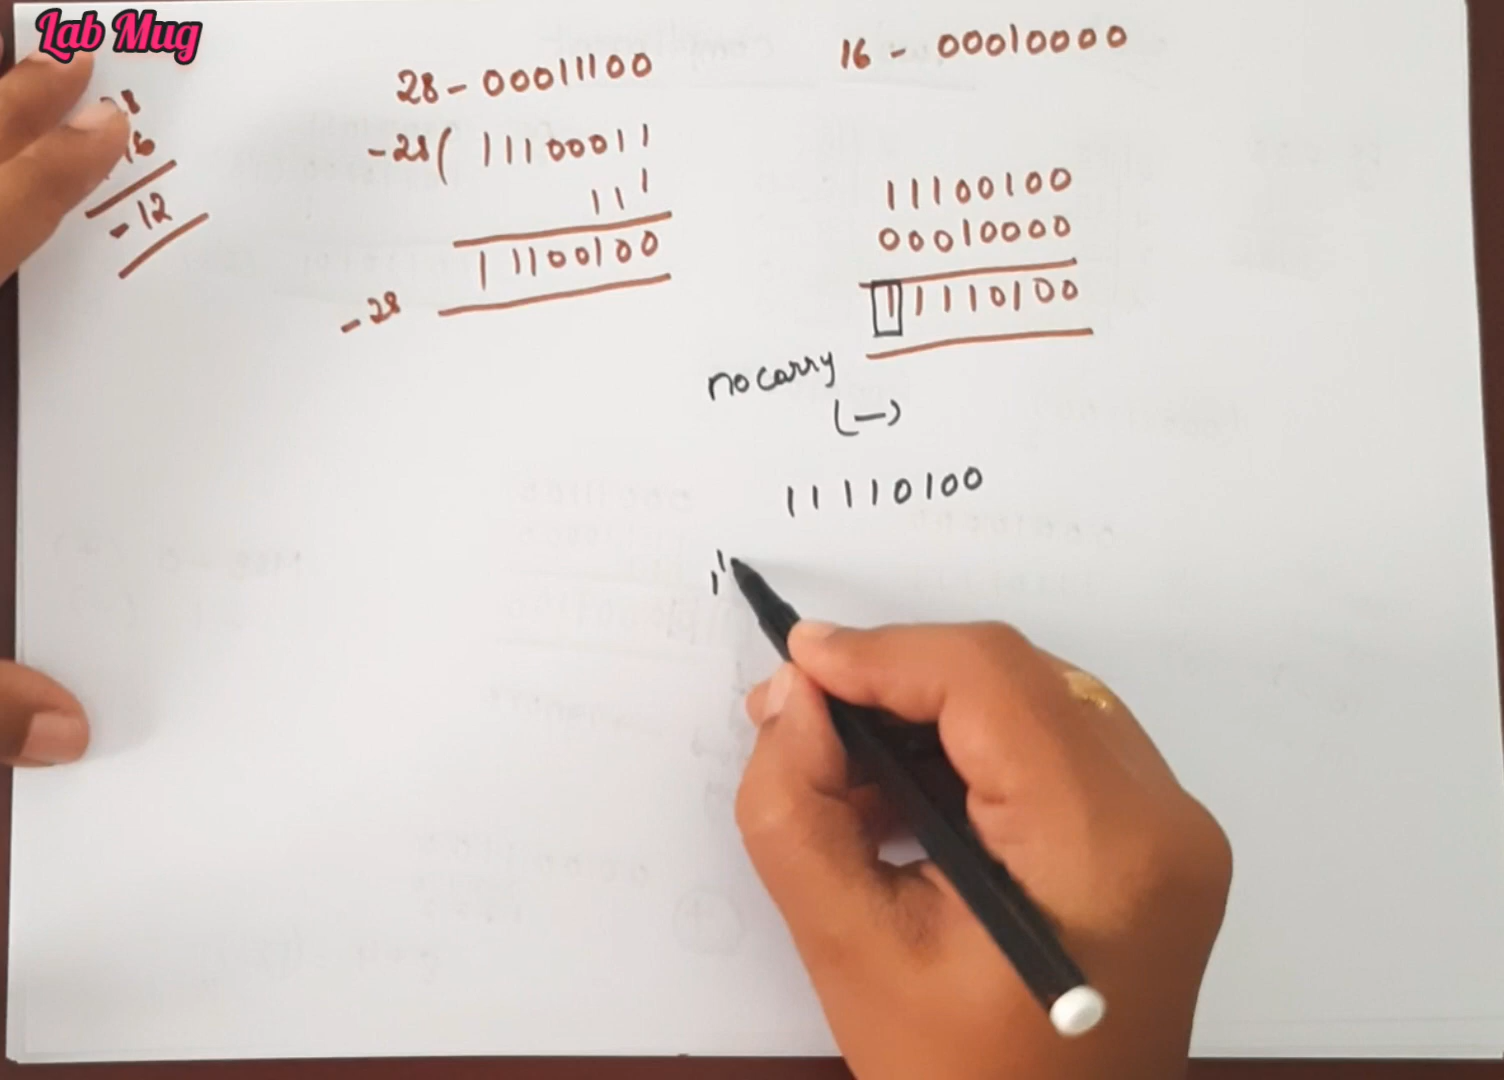 Lab Mug
28 - 00011100
-28( 11100011
111
11100100
-28
16 - 00010000
11100100
00010000
11110100
no carry
(-)
11110100
-12